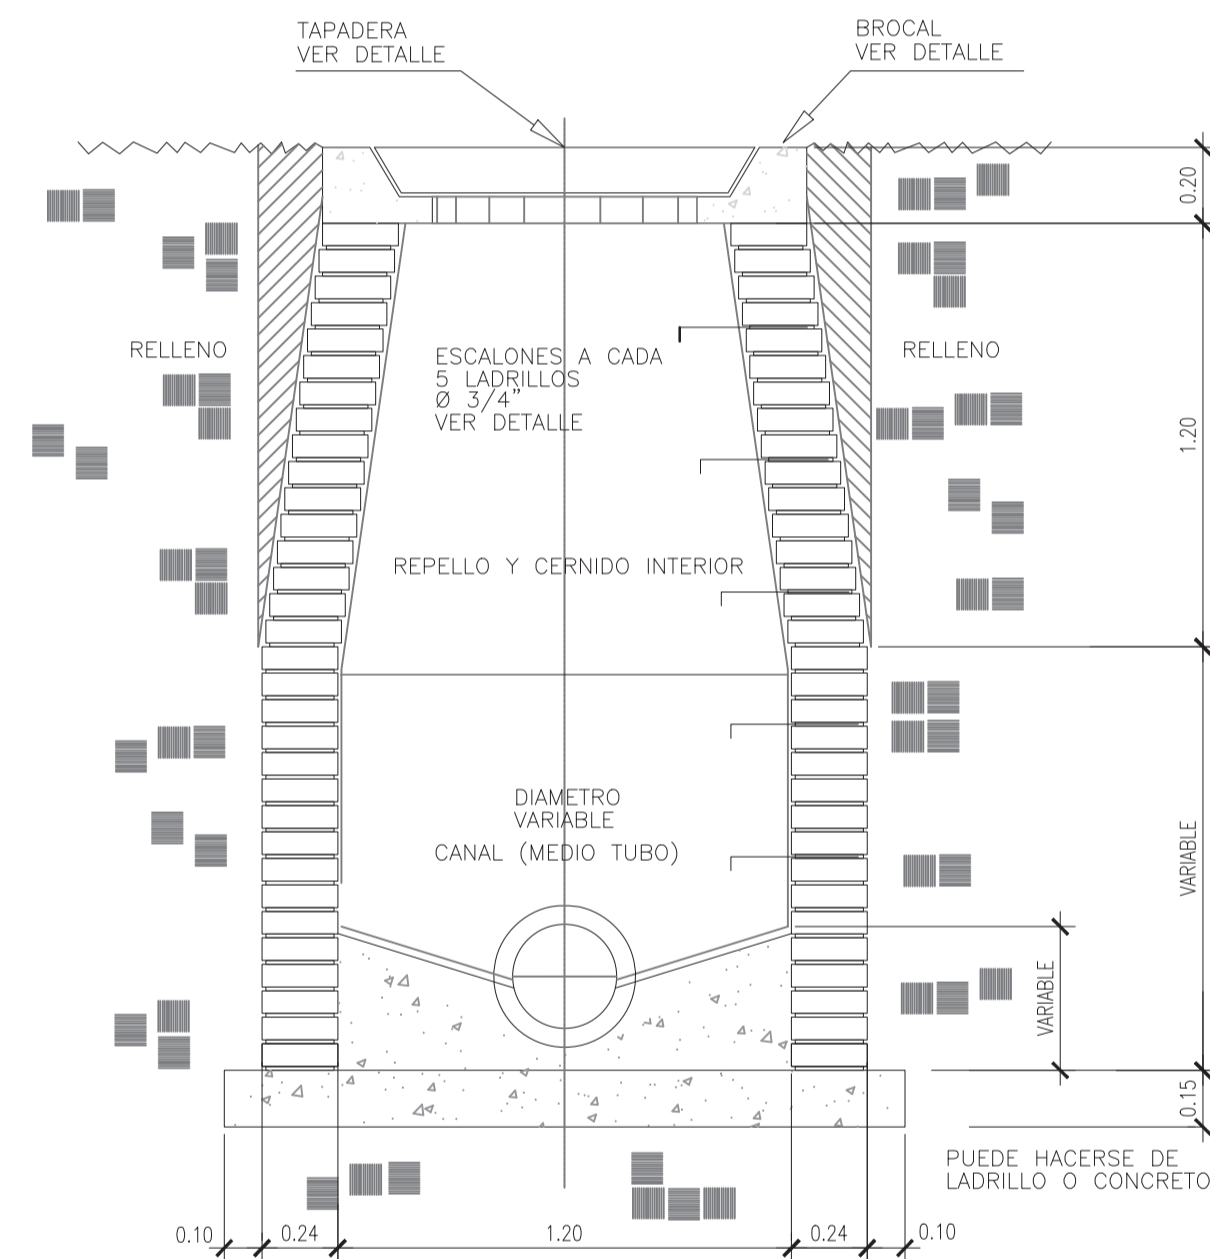 TAPADERA
VER DETALLE
BROCAL
VER DETALLE
0.20
RELLENO
ESCALONES A CADA
5 LADRILLOS
Ø 3/4"
VER DETALLE
RELLENO
1.20
REPELLO Y CERNIDO INTERIOR
DIAMETRO
VARIABLE
CANAL (MEDIO TUBO)
VARIABLE
VARIABLE
0.15
PUEDE HACERSE DE
LADRILLO O CONCRETO
0.10
0.24
1.20
0.24
0.10